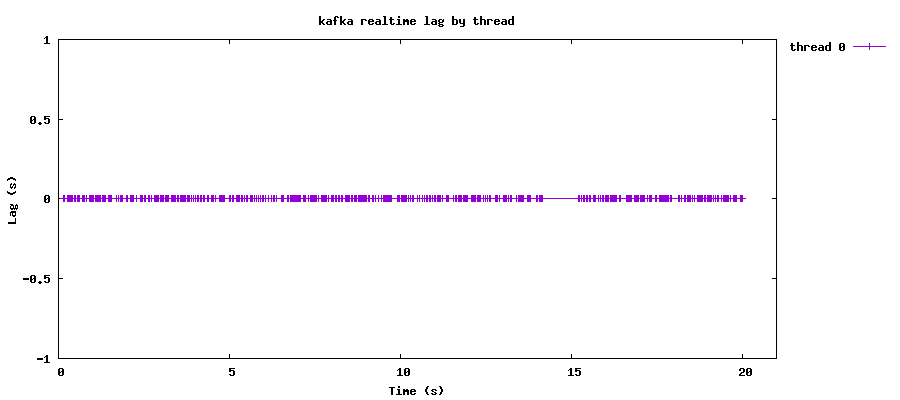 kafka realtime lag by thread
thread 0
1
0.5
0
-0.5
-1
Lag (s)
0 5 10 15 20
Time (s)